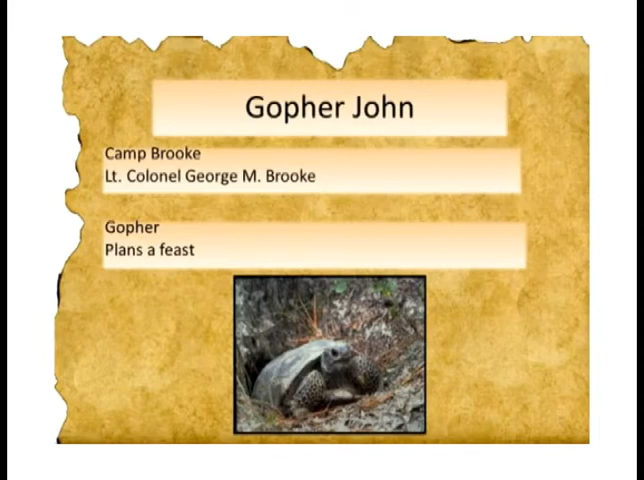 Gopher John
Camp Brooke
Lt. Colonel George M. Brooke
Gopher
Plans a feast